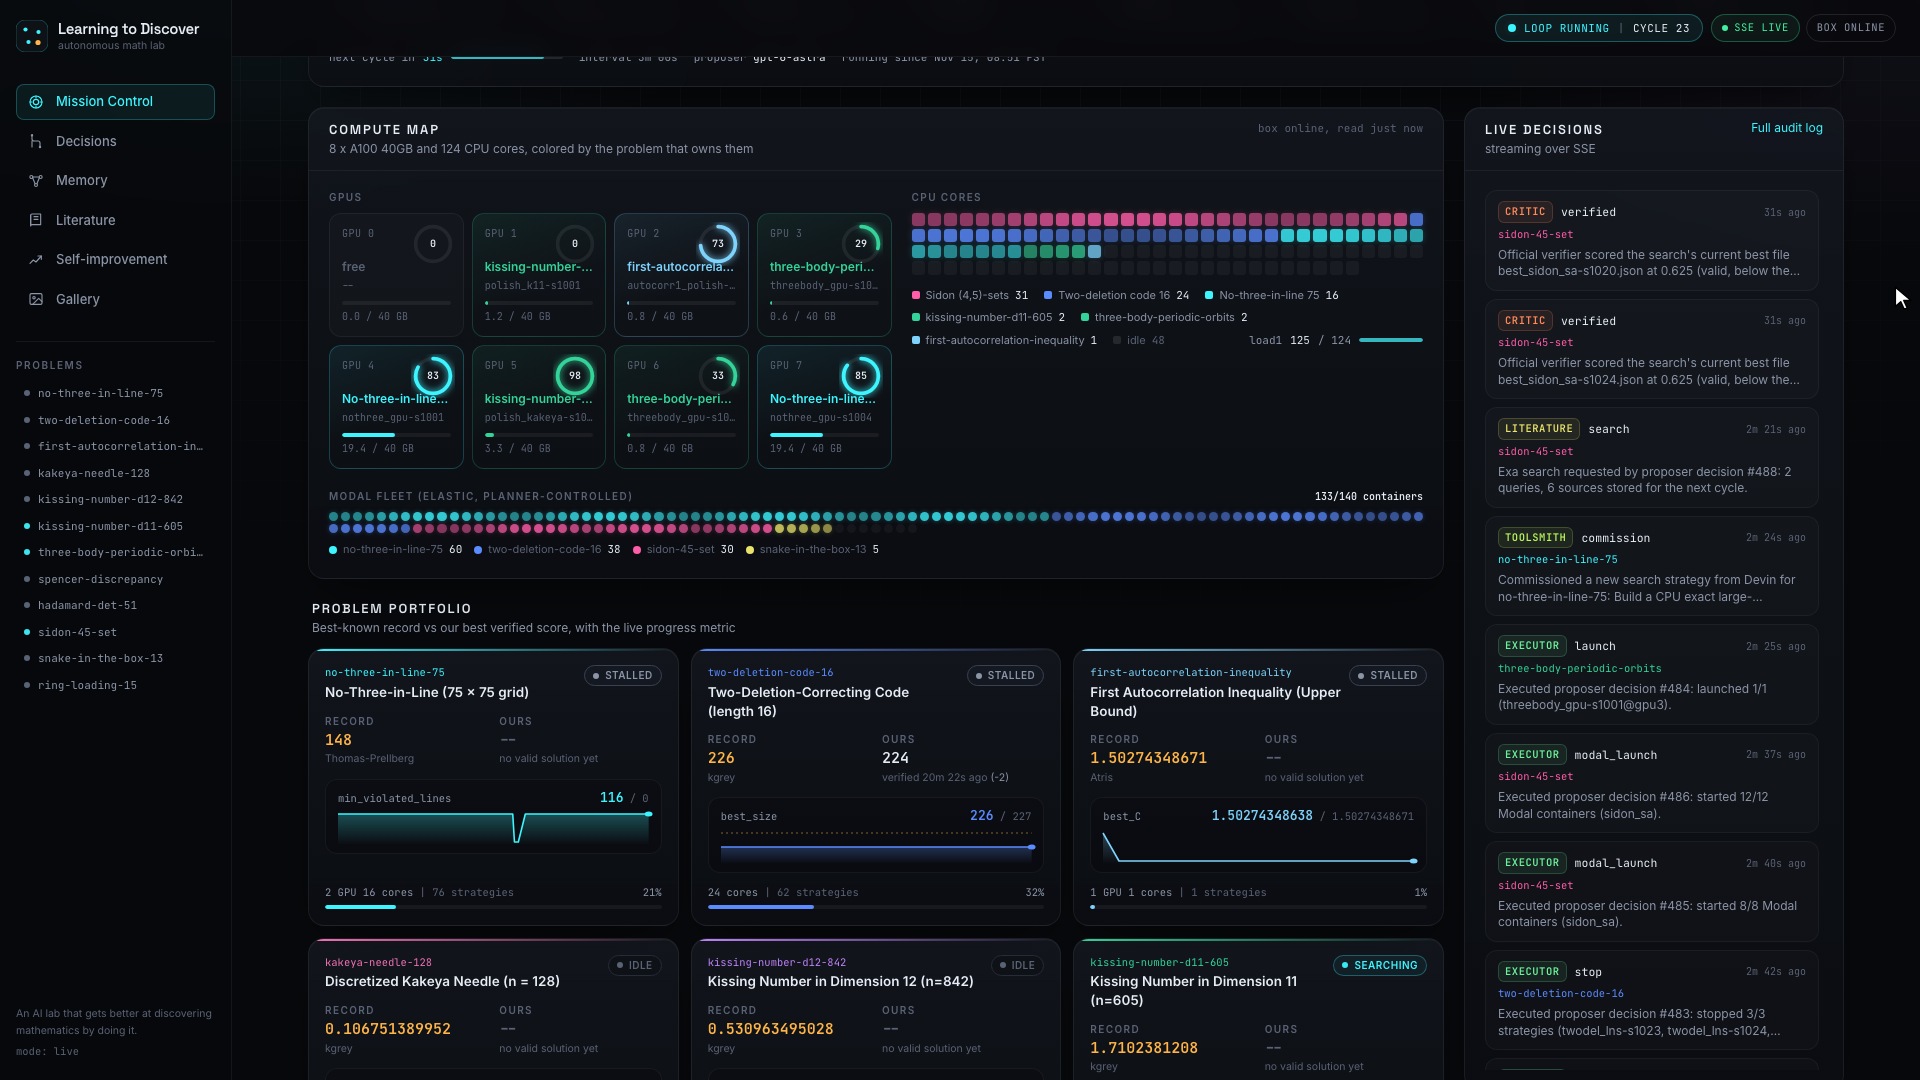 Learning to Discover
autonomous math lab
LOOP RUNNING | CYCLE 23
SSE LIVE
BOX ONLINE
Mission Control
Decisions
Memory
Literature
Self-improvement
Gallery
PROBLEMS
no-three-in-line-75
two-deletion-code-16
first-autocorrelation-in…
kakeya-needle-128
kissing-number-d12-842
kissing-number-d11-605
three-body-periodic-orbi…
spencer-discrepancy
hadamard-det-51
sidon-45-set
snake-in-the-box-13
ring-loading-15
An AI lab that gets better at discovering
mathematics by doing it.
mode: live
next cycle in 31s
interval 3m 00s
proposer gpt-6-astra
running since Nov 15, 08:51 PST
COMPUTE MAP
box online, read just now
8 x A100 40GB and 124 CPU cores, colored by the problem that owns them
GPUS
GPU 0
0
free
--
0.0 / 40 GB
GPU 1
0
kissing-number-…
polish_k11-s1001
1.2 / 40 GB
GPU 2
73
first-autocorrela…
autocorr1_polish-…
0.8 / 40 GB
GPU 3
29
three-body-peri…
threebody_gpu-s10…
0.6 / 40 GB
GPU 4
83
No-three-in-line…
nothree_gpu-s1001
19.4 / 40 GB
GPU 5
98
kissing-number-…
polish_kakeya-s10…
3.3 / 40 GB
GPU 6
33
three-body-peri…
threebody_gpu-s10…
0.8 / 40 GB
GPU 7
85
No-three-in-line…
nothree_gpu-s1004
19.4 / 40 GB
CPU CORES
Sidon (4,5)-sets 31
Two-deletion code 16 24
No-three-in-line 75 16
kissing-number-d11-605 2
three-body-periodic-orbits 2
first-autocorrelation-inequality 1
idle 48
load1 125 / 124
MODAL FLEET (ELASTIC, PLANNER-CONTROLLED)
133/140 containers
no-three-in-line-75 60
two-deletion-code-16 38
sidon-45-set 30
snake-in-the-box-13 5
PROBLEM PORTFOLIO
Best-known record vs our best verified score, with the live progress metric
no-three-in-line-75
STALLED
No-Three-in-Line (75 × 75 grid)
RECORD
148
Thomas-Prellberg
OURS
--
no valid solution yet
min_violated_lines
116 / 0
2 GPU 16 cores | 76 strategies
21%
two-deletion-code-16
STALLED
Two-Deletion-Correcting Code
(length 16)
RECORD
226
kgrey
OURS
224
verified 20m 22s ago (-2)
best_size
226 / 227
24 cores | 62 strategies
32%
first-autocorrelation-inequality
STALLED
First Autocorrelation Inequality (Upper
Bound)
RECORD
1.50274348671
Atris
OURS
--
no valid solution yet
best_C
1.50274348638 / 1.50274348671
1 GPU 1 cores | 1 strategies
1%
kakeya-needle-128
IDLE
Discretized Kakeya Needle (n = 128)
RECORD
0.106751389952
kgrey
OURS
--
no valid solution yet
kissing-number-d12-842
IDLE
Kissing Number in Dimension 12 (n=842)
RECORD
0.530963495028
kgrey
OURS
--
no valid solution yet
kissing-number-d11-605
SEARCHING
Kissing Number in Dimension 11
(n=605)
RECORD
1.7102381208
kgrey
OURS
--
no valid solution yet
LIVE DECISIONS
Full audit log
streaming over SSE
CRITIC verified
31s ago
sidon-45-set
Official verifier scored the search's current best file
best_sidon_sa-s1020.json at 0.625 (valid, below the…
CRITIC verified
31s ago
sidon-45-set
Official verifier scored the search's current best file
best_sidon_sa-s1024.json at 0.625 (valid, below the…
LITERATURE search
2m 21s ago
sidon-45-set
Exa search requested by proposer decision #488: 2
queries, 6 sources stored for the next cycle.
TOOLSMITH commission
2m 24s ago
no-three-in-line-75
Commissioned a new search strategy from Devin for
no-three-in-line-75: Build a CPU exact large-…
EXECUTOR launch
2m 25s ago
three-body-periodic-orbits
Executed proposer decision #484: launched 1/1
(threebody_gpu-s1001@gpu3).
EXECUTOR modal_launch
2m 37s ago
sidon-45-set
Executed proposer decision #486: started 12/12
Modal containers (sidon_sa).
EXECUTOR modal_launch
2m 40s ago
sidon-45-set
Executed proposer decision #485: started 8/8 Modal
containers (sidon_sa).
EXECUTOR stop
2m 42s ago
two-deletion-code-16
Executed proposer decision #483: stopped 3/3
strategies (twodel_lns-s1023, twodel_lns-s1024,…